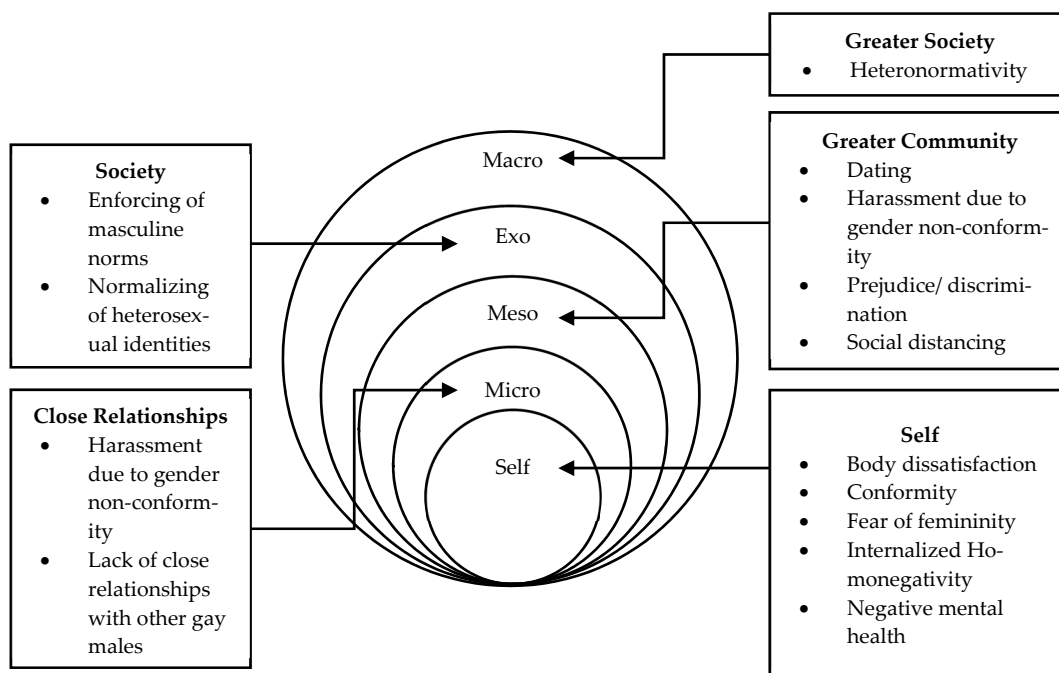 Greater Society
• Heteronormativity
Greater Community
• Dating
• Harassment due to
gender non-conform-
ity
• Prejudice/ discrimi-
nation
• Social distancing
Society
• Enforcing of
masculine
norms
• Normalizing
of heterosex-
ual identities
Macro
Exo
Meso
Micro
Self
Close Relationships
• Harassment
due to gender
non-conform-
ity
• Lack of close
relationships
with other gay
males
Self
• Body dissatisfaction
• Conformity
• Fear of femininity
• Internalized Ho-
monegativity
• Negative mental
health